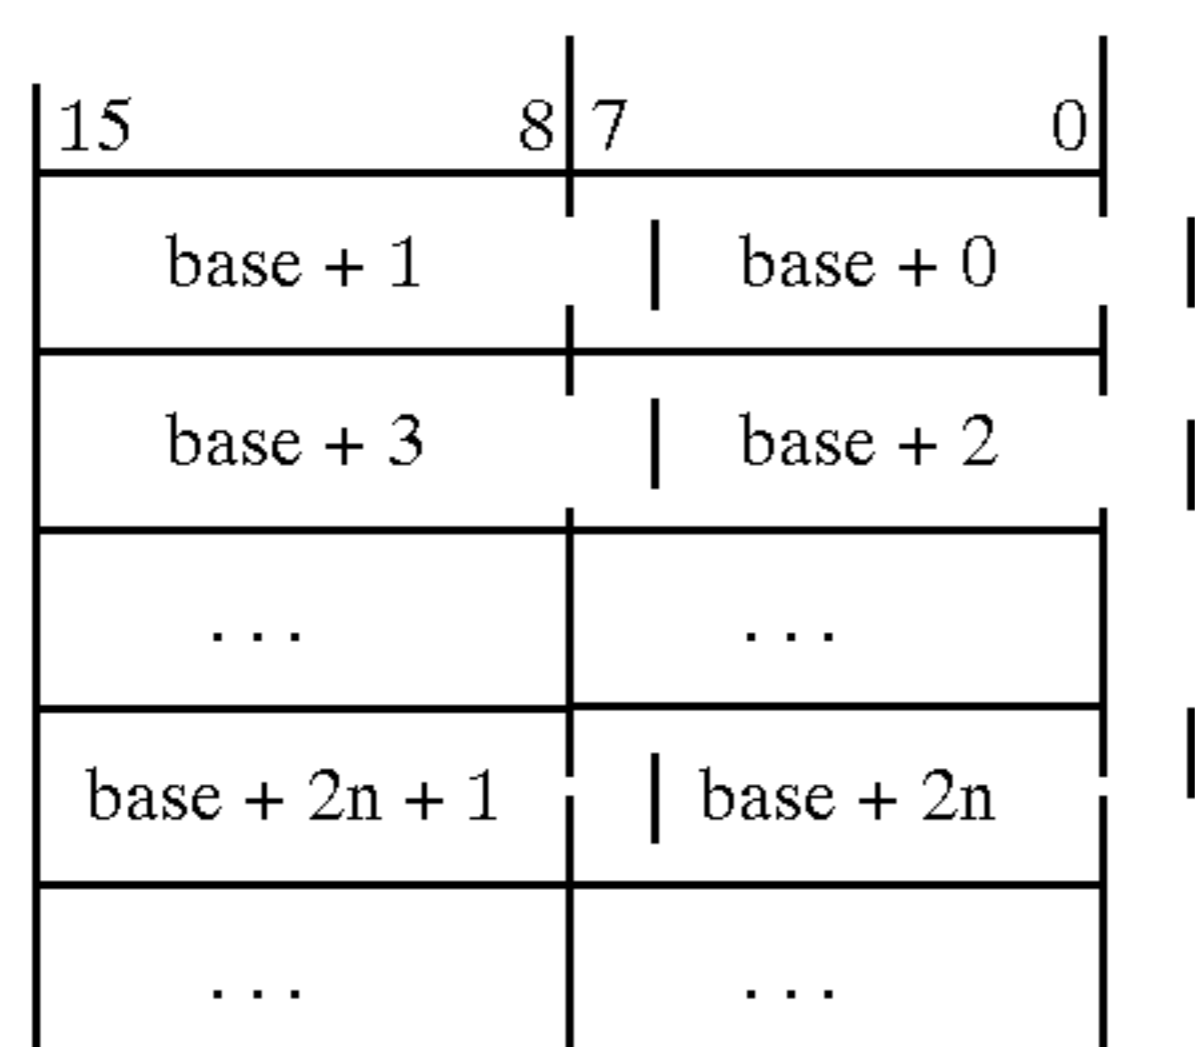 15 8 7 0
base + 1 | base + 0 |
base + 3 | base + 2 |
... ...
base + 2n + 1 | base + 2n |
... ...